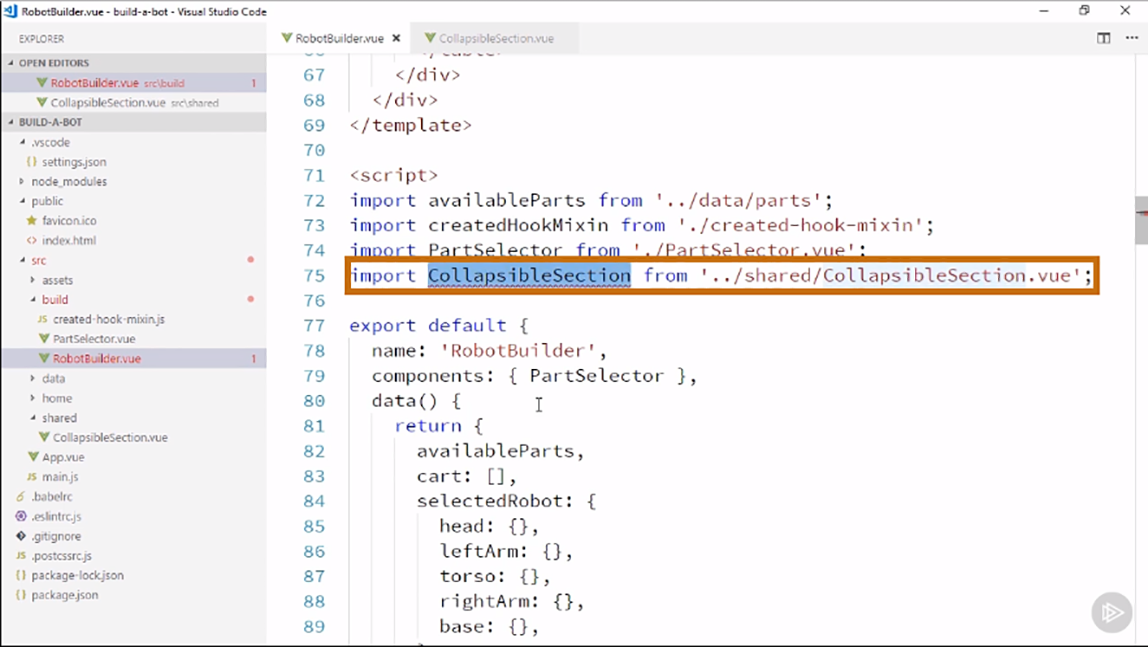 RobotBuilder.vue - build-a-bot - Visual Studio Code
EXPLORER
OPEN EDITORS
RobotBuilder.vue src\build 1
CollapsibleSection.vue src\shared
BUILD-A-BOT
.vscode
settings.json
node_modules
public
favicon.ico
index.html
src
assets
build
created-hook-mixin.js
PartSelector.vue
RobotBuilder.vue 1
data
home
shared
CollapsibleSection.vue
App.vue
JS main.js
.babelrc
.eslintrc.js
.gitignore
JS .postcssrc.js
package-lock.json
package.json
RobotBuilder.vue CollapsibleSection.vue
67 </div>
68 </div>
69 </template>
70
71 <script>
72 import availableParts from '../data/parts';
73 import createdHookMixin from './created-hook-mixin';
74 import PartSelector from './PartSelector.vue';
75 import CollapsibleSection from '../shared/CollapsibleSection.vue';
76
77 export default {
78 name: 'RobotBuilder',
79 components: { PartSelector },
80 data() {
81 return {
82 availableParts,
83 cart: [],
84 selectedRobot: {
85 head: {},
86 leftArm: {},
87 torso: {},
88 rightArm: {},
89 base: {},